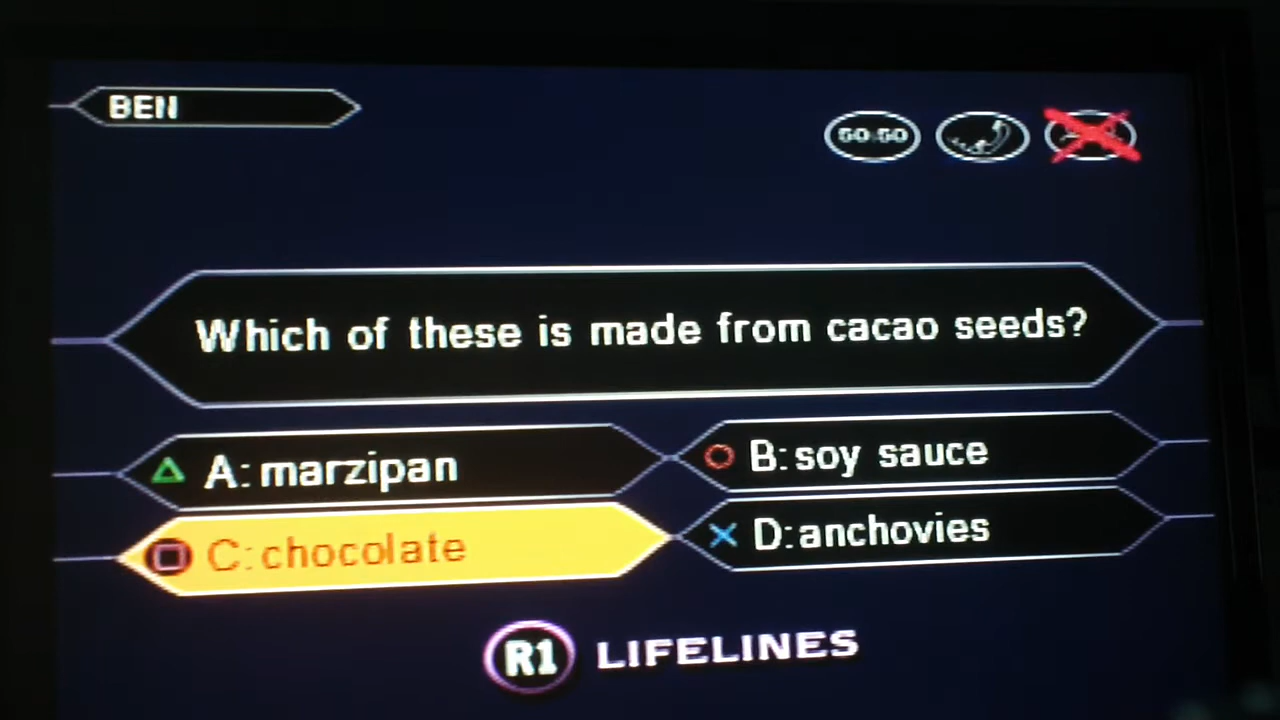 BEN
50:50
Which of these is made from cacao seeds?
A: marzipan
B: soy sauce
C: chocolate
D: anchovies
R1 LIFELINES